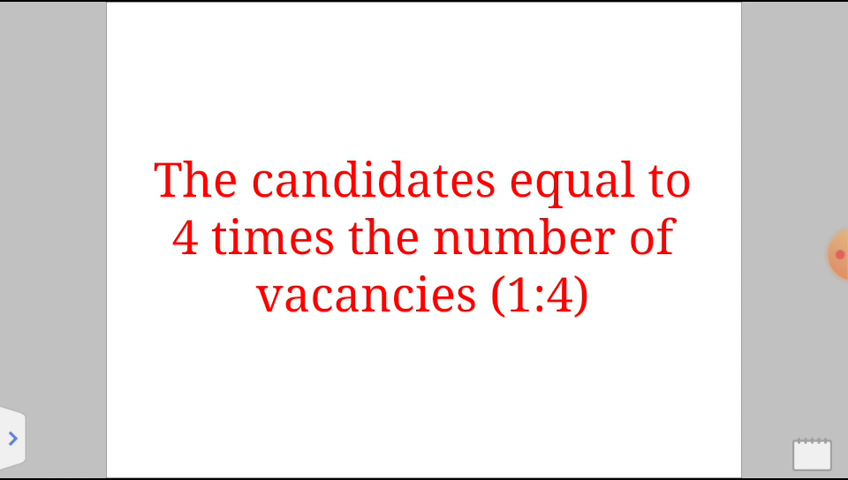 The candidates equal to
4 times the number of
vacancies (1:4)